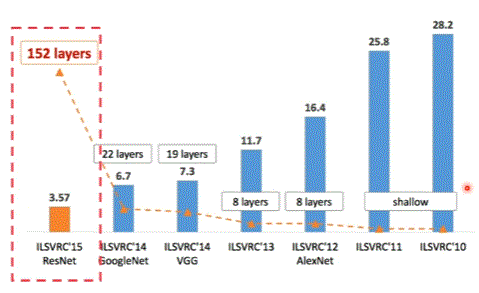 28.2
25.8
152 layers
16.4
11.7
22 layers
19 layers
7.3
6.7
3.57
8 layers
8 layers
shallow
ILSVRC'15
ResNet
ILSVRC'14
GoogleNet
ILSVRC'14
VGG
ILSVRC'13
ILSVRC'12
AlexNet
ILSVRC'11
ILSVRC'10